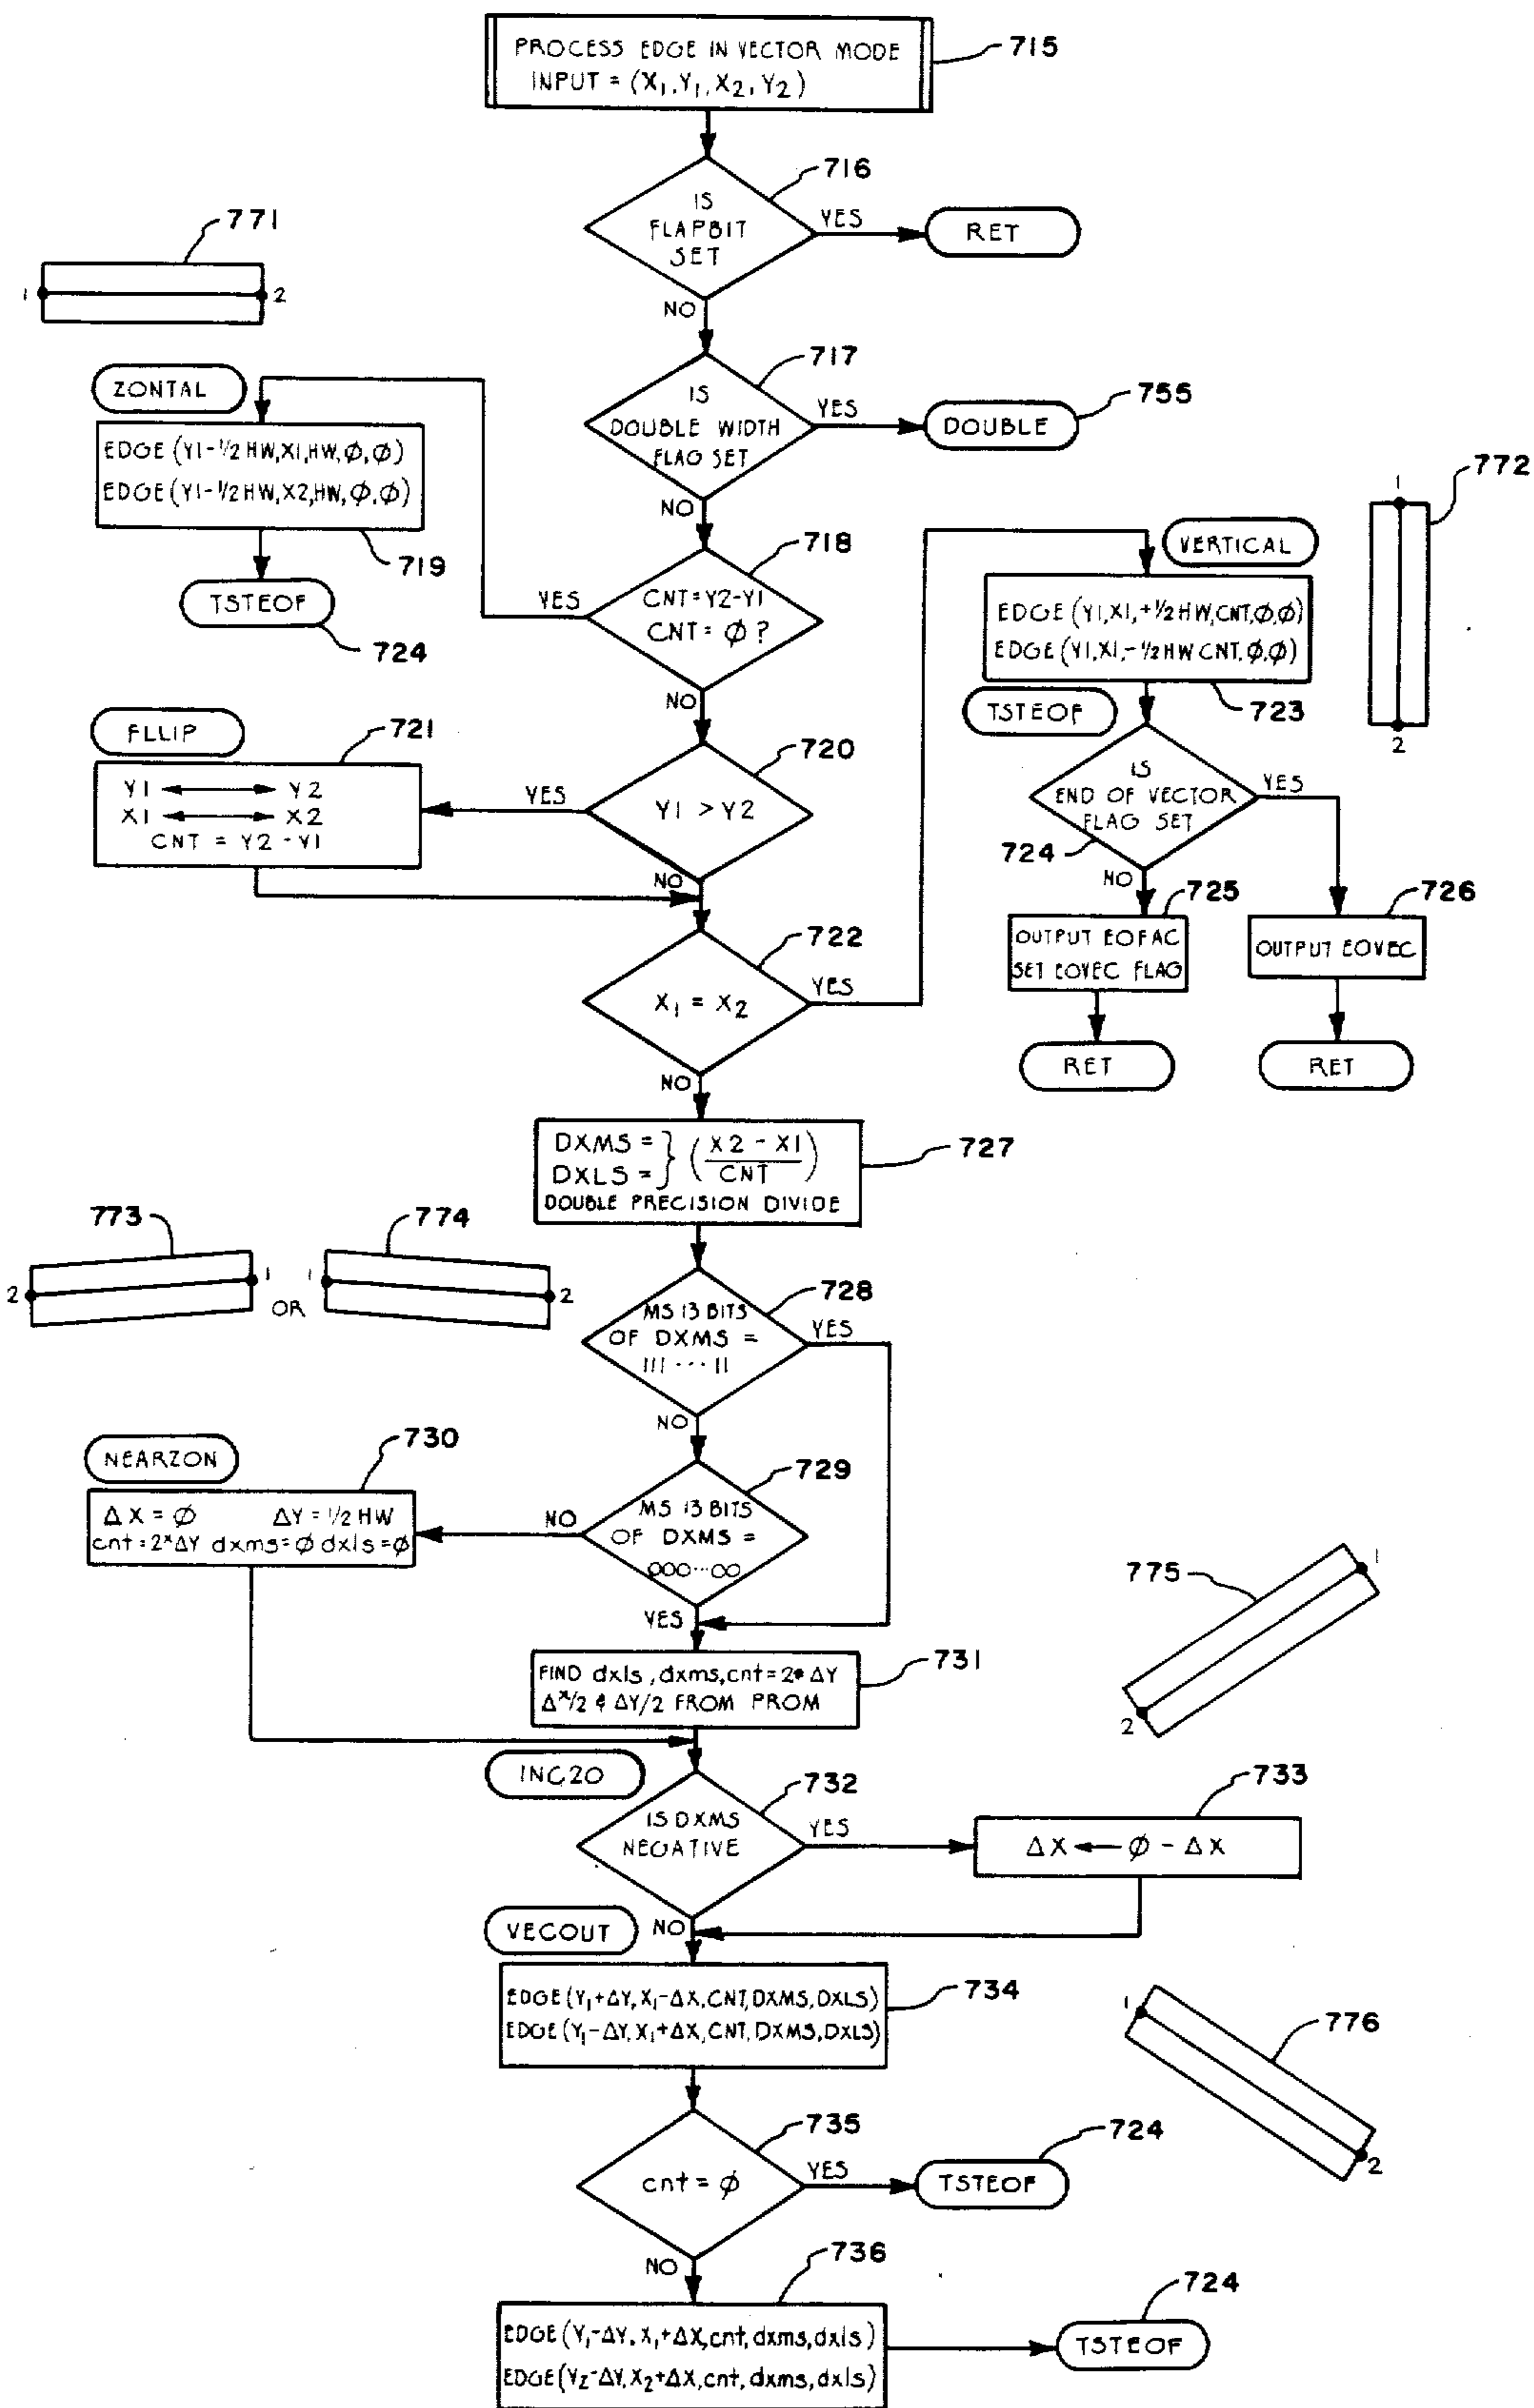 PROCESS EDGE IN VECTOR MODE
INPUT = (X₁, Y₁, X₂, Y₂)
715
716
IS
FLAPBIT
SET
YES
RET
NO
771
1
2
717
IS
DOUBLE WIDTH
FLAG SET
YES
DOUBLE
755
NO
ZONTAL
EDGE (Y1-½HW,X1,HW,Ø,Ø)
EDGE (Y1-½HW,X2,HW,Ø,Ø)
719
TSTEOF
724
718
CNT=Y2-Y1
CNT= Ø ?
YES
NO
772
1
2
VERTICAL
EDGE (Y1,X1,+½HW,CNT,Ø,Ø)
EDGE (Y1,X1,-½HW CNT,Ø,Ø)
723
TSTEOF
IS
END OF VECTOR
FLAG SET
724
YES
NO
725
OUTPUT EOFAC
SET EOVEC FLAG
RET
726
OUTPUT EOVEC
RET
FLLIP
721
Y1 ⟷ Y2
X1 ⟷ X2
CNT = Y2 - Y1
720
Y1 > Y2
YES
NO
722
X₁ = X₂
YES
NO
DXMS =
DXLS = } (X2 - X1 / CNT)
DOUBLE PRECISION DIVIDE
727
773
2
1
OR
774
1
2
728
MS 13 BITS
OF DXMS =
111 ··· 11
YES
NO
729
MS 13 BITS
OF DXMS =
000···00
NO
YES
NEARZON
730
ΔX = Ø ΔY = ½ HW
cnt = 2*ΔY dxms=Ø dxls=Ø
FIND dxls, dxms, cnt=2*ΔY
Δx/2 & ΔY/2 FROM PROM
731
775
1
2
INC20
732
IS DXMS
NEGATIVE
YES
NO
733
ΔX ← Ø - ΔX
VECOUT
EDGE (Y₁+ΔY, X₁-ΔX, CNT, DXMS, DXLS)
EDGE (Y₁-ΔY, X₁+ΔX, CNT, DXMS, DXLS)
734
776
1
2
735
cnt = Ø
YES
TSTEOF
724
NO
736
EDGE (Y₁-ΔY, X₁+ΔX, cnt, dxms, dxls)
EDGE (Y₂-ΔY, X₂+ΔX, cnt, dxms, dxls)
TSTEOF
724